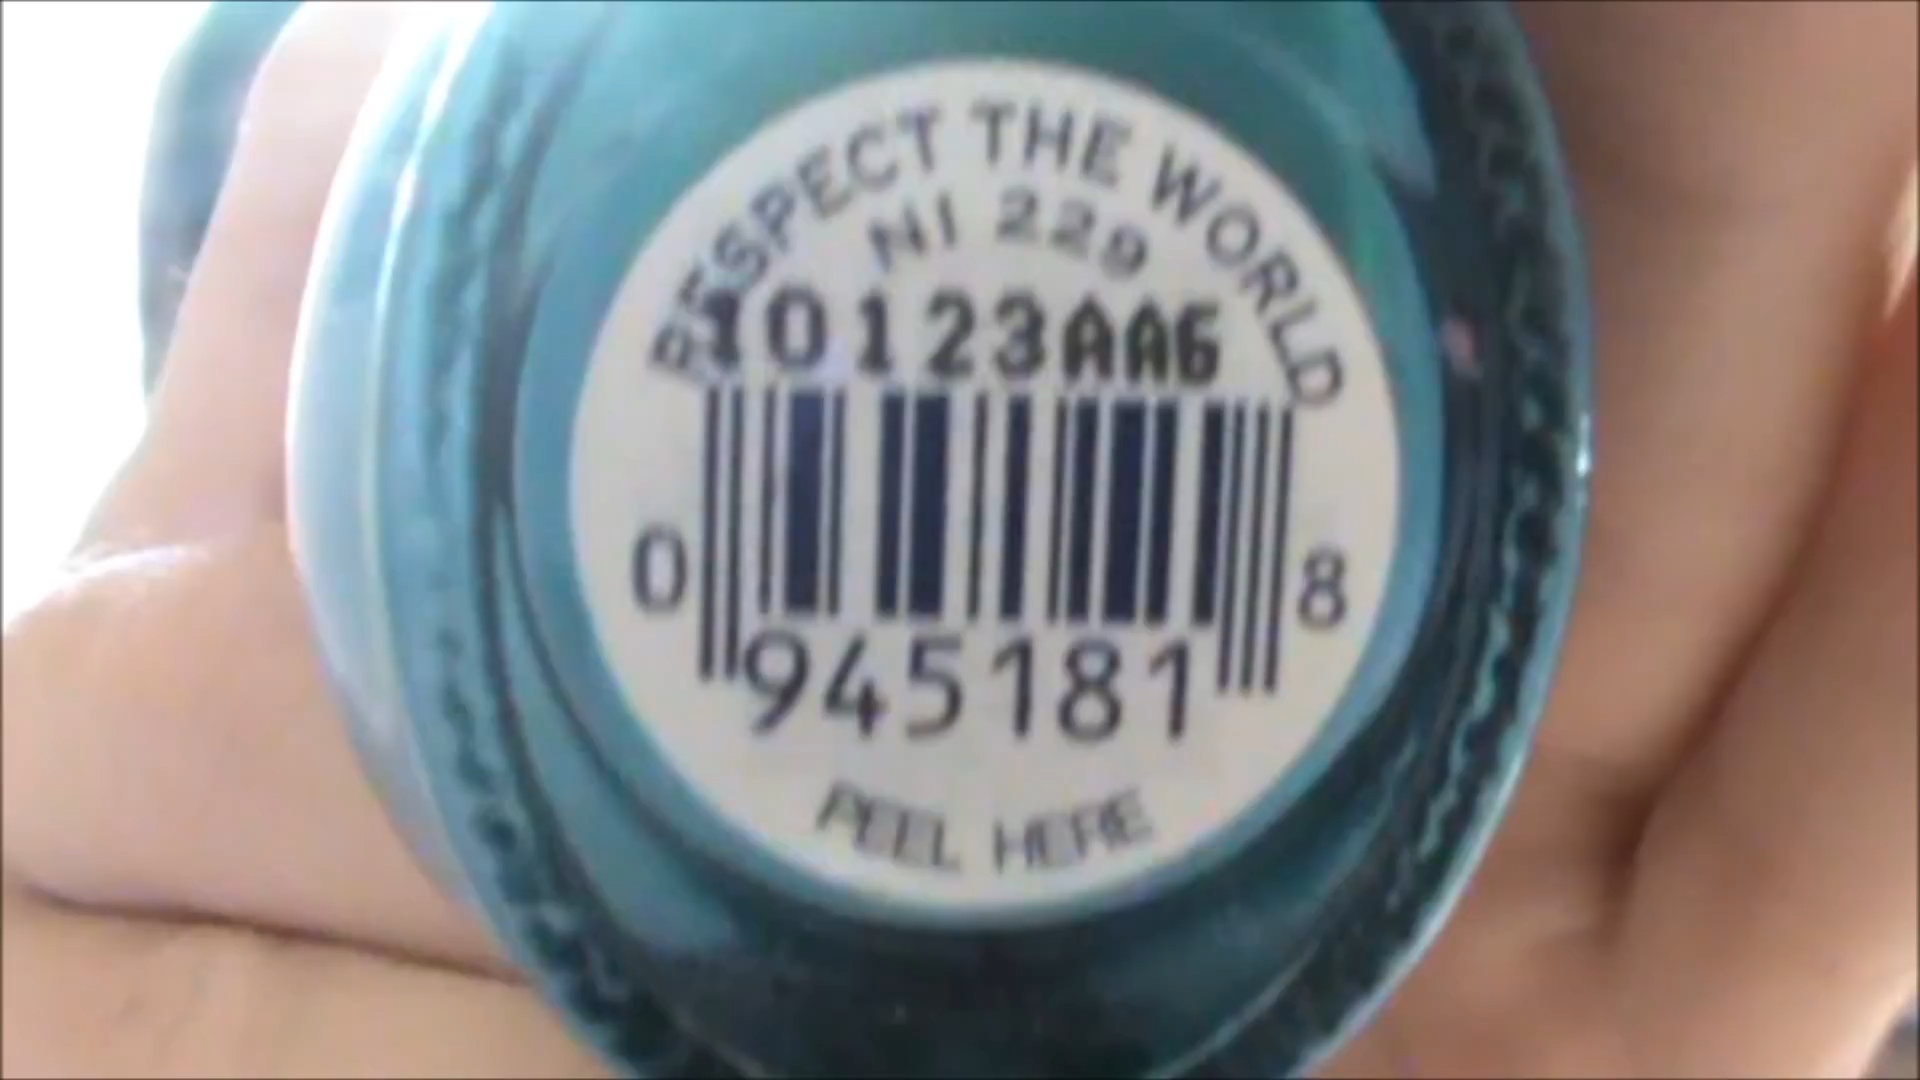 RESPECT THE WORLD
NI 229
10123AA6
0 945181 8
PEEL HERE